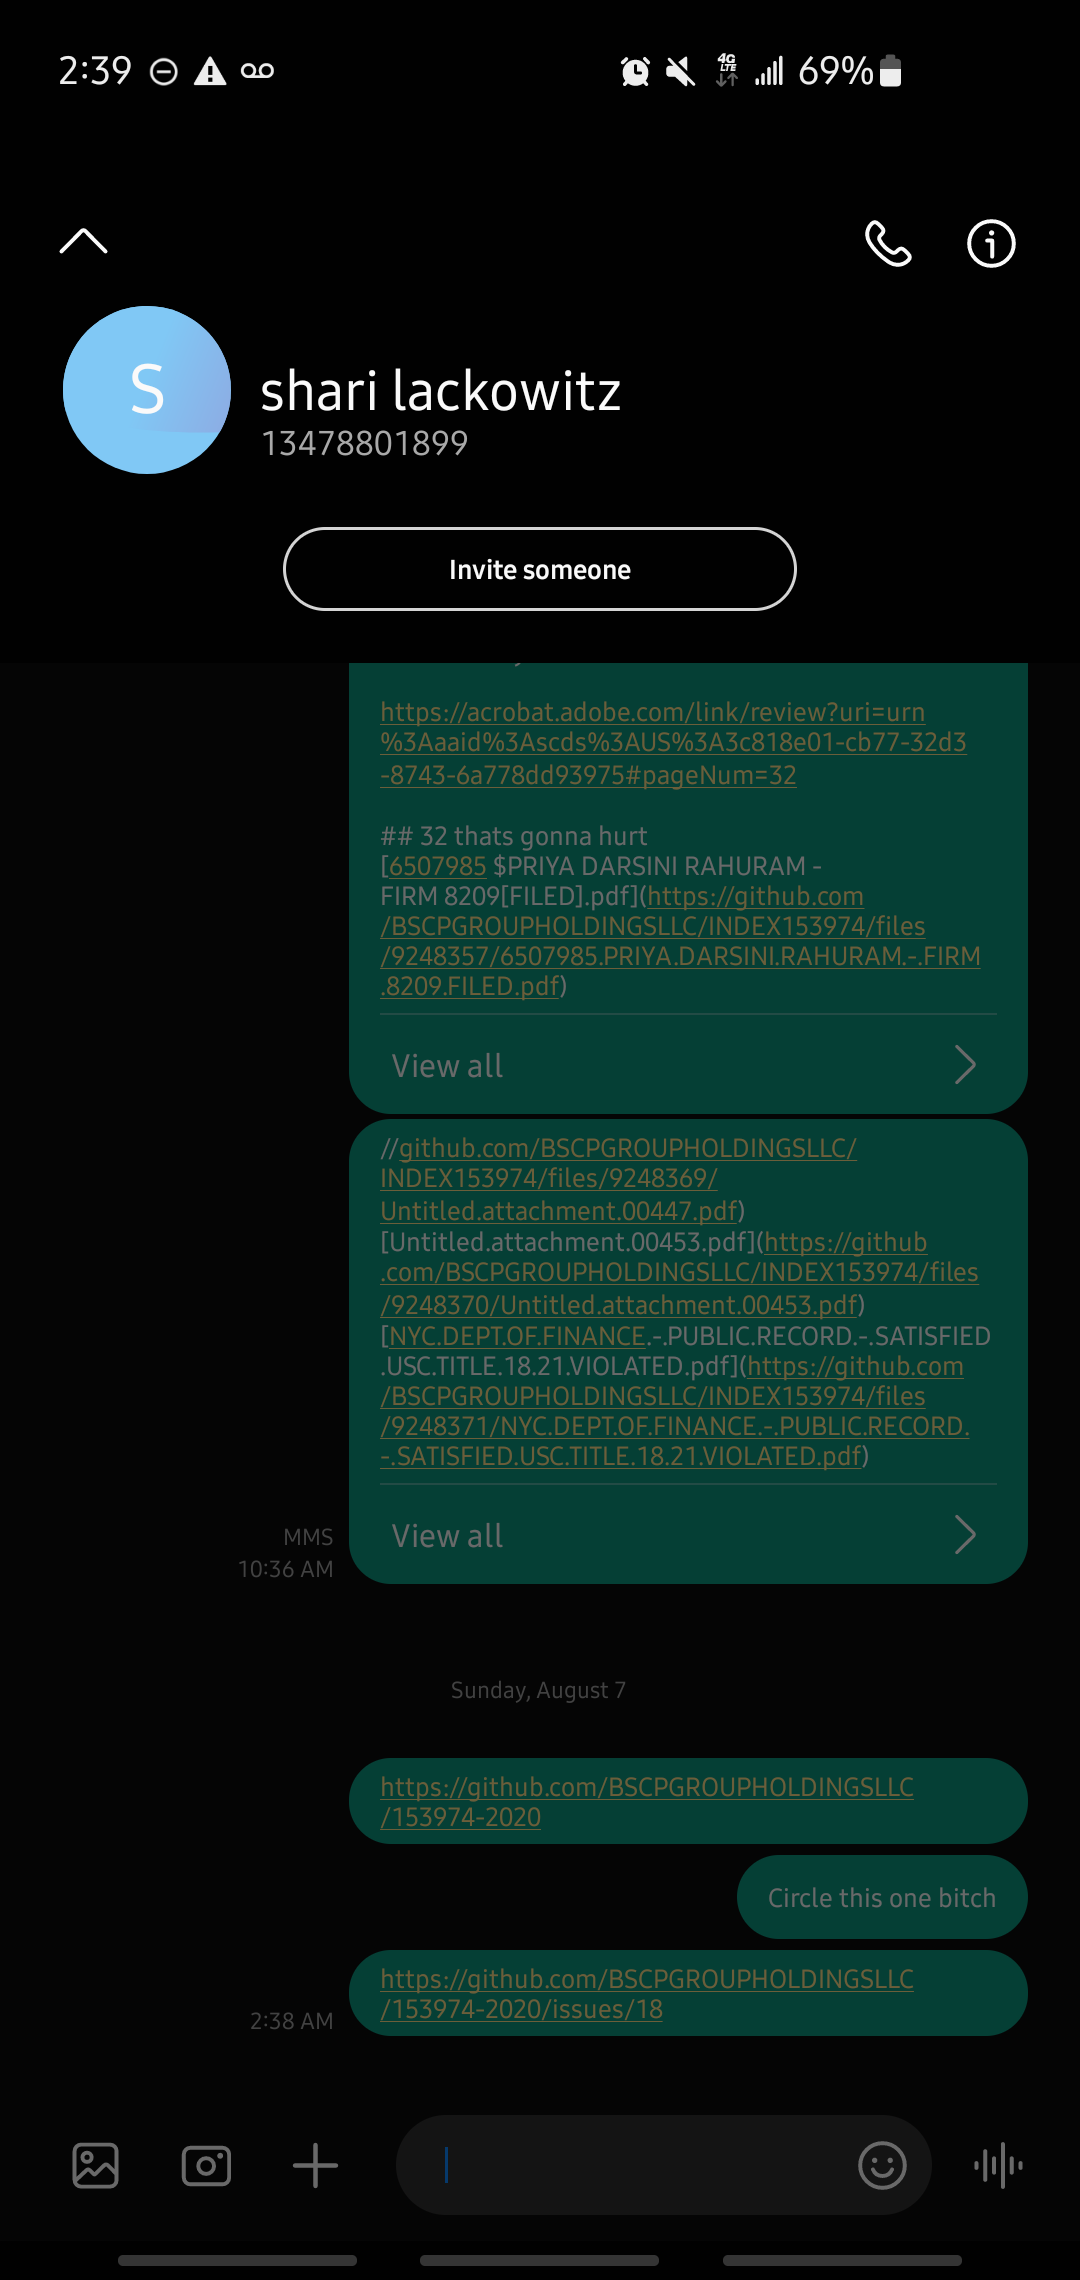 2:39
4G LTE 69%
S
shari lackowitz
13478801899
Invite someone
https://acrobat.adobe.com/link/review?uri=urn
%3Aaaid%3Ascds%3AUS%3A3c818e01-cb77-32d3
-8743-6a778dd93975#pageNum=32
## 32 thats gonna hurt
[6507985 $PRIYA DARSINI RAHURAM -
FIRM 8209[FILED].pdf](https://github.com
/BSCPGROUPHOLDINGSLLC/INDEX153974/files
/9248357/6507985.PRIYA.DARSINI.RAHURAM.-.FIRM
.8209.FILED.pdf)
View all
//github.com/BSCPGROUPHOLDINGSLLC/
INDEX153974/files/9248369/
Untitled.attachment.00447.pdf)
[Untitled.attachment.00453.pdf](https://github
.com/BSCPGROUPHOLDINGSLLC/INDEX153974/files
/9248370/Untitled.attachment.00453.pdf)
[NYC.DEPT.OF.FINANCE.-.PUBLIC.RECORD.-.SATISFIED
.USC.TITLE.18.21.VIOLATED.pdf](https://github.com
/BSCPGROUPHOLDINGSLLC/INDEX153974/files
/9248371/NYC.DEPT.OF.FINANCE.-.PUBLIC.RECORD.
-.SATISFIED.USC.TITLE.18.21.VIOLATED.pdf)
View all
MMS
10:36 AM
Sunday, August 7
https://github.com/BSCPGROUPHOLDINGSLLC
/153974-2020
Circle this one bitch
https://github.com/BSCPGROUPHOLDINGSLLC
/153974-2020/issues/18
2:38 AM